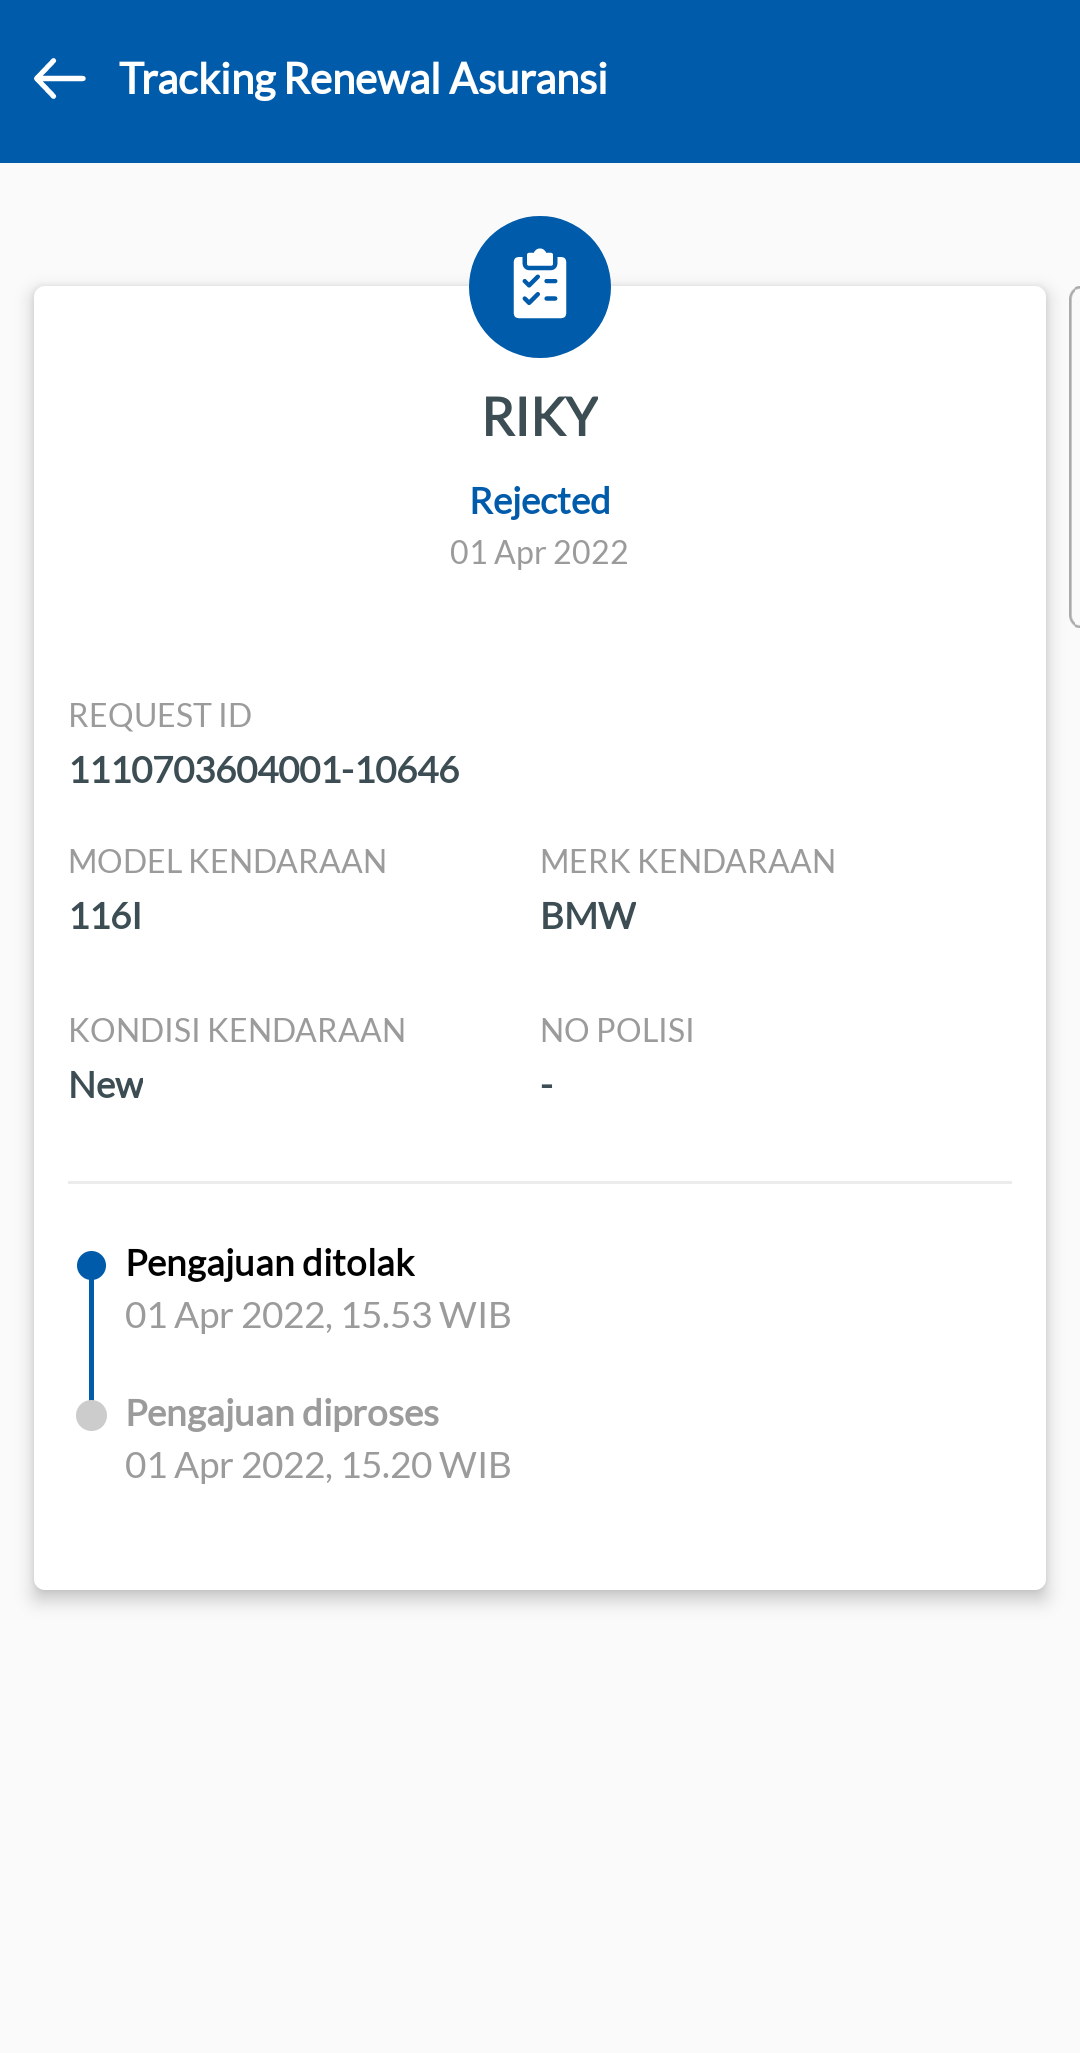 Tracking Renewal Asuransi
RIKY
Rejected
01 Apr 2022
REQUEST ID
1110703604001-10646
MODEL KENDARAAN
116I
MERK KENDARAAN
BMW
KONDISI KENDARAAN
New
NO POLISI
-
Pengajuan ditolak
01 Apr 2022, 15.53 WIB
Pengajuan diproses
01 Apr 2022, 15.20 WIB